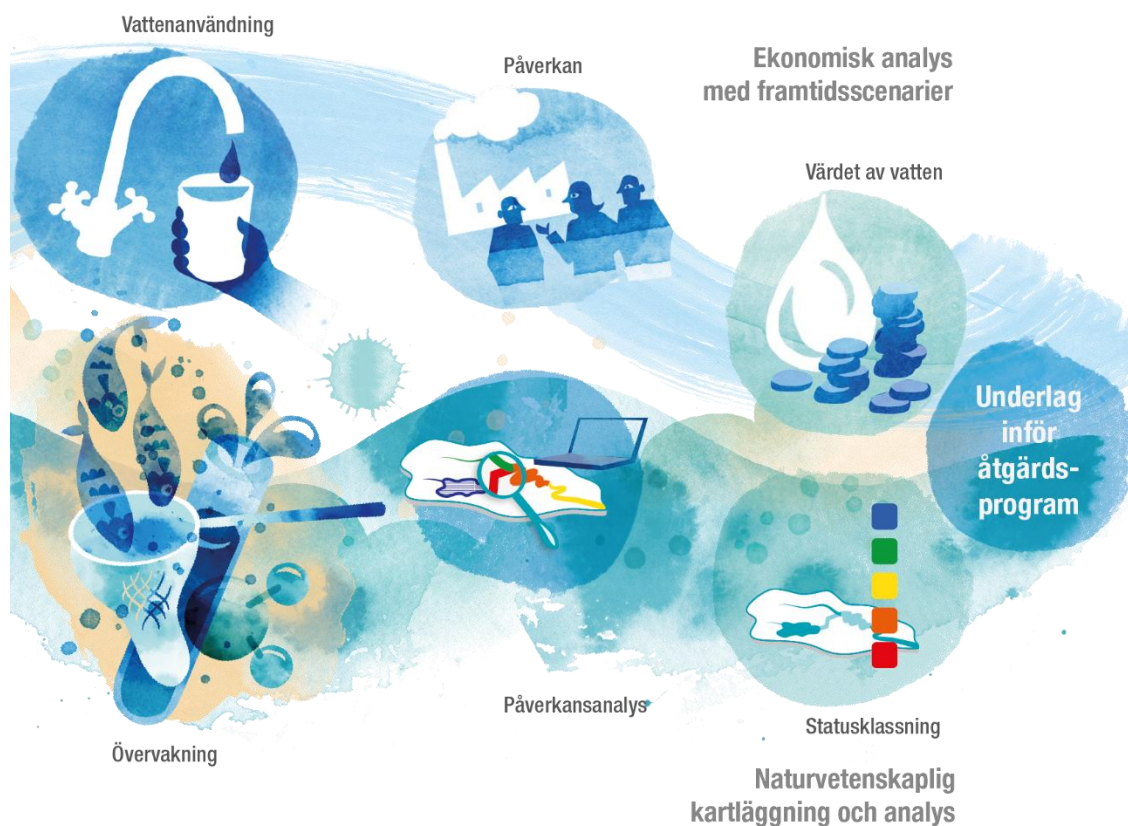 Vattenanvändning
Påverkan
Ekonomisk analys
med framtidsscenarier
Värdet av vatten
Underlag
inför
åtgärds-
program
Påverkansanalys
Statusklassning
Övervakning
Naturvetenskaplig
kartläggning och analys